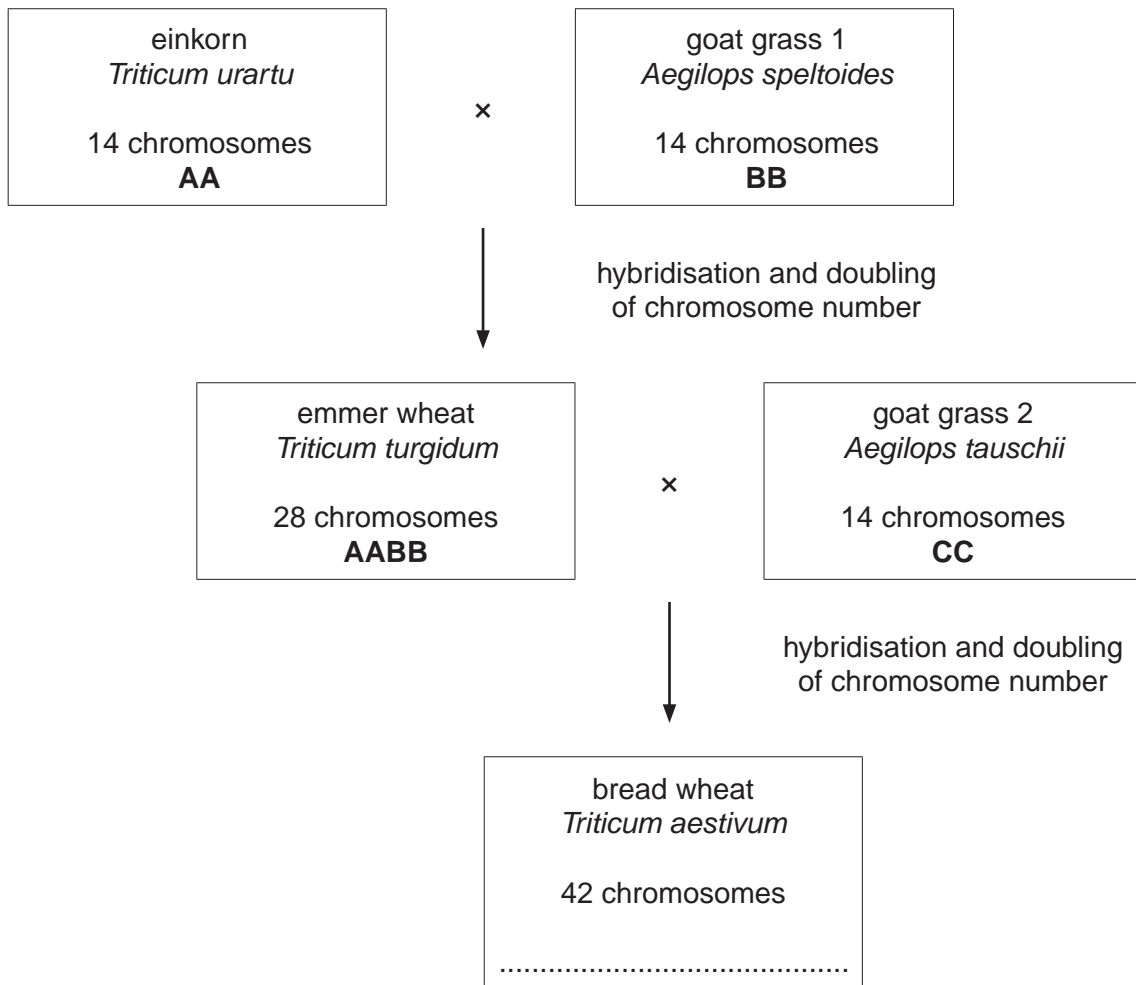 einkorn
Triticum urartu
14 chromosomes
AA
×
goat grass 1
Aegilops speltoides
14 chromosomes
BB
hybridisation and doubling
of chromosome number
emmer wheat
Triticum turgidum
28 chromosomes
AABB
×
goat grass 2
Aegilops tauschii
14 chromosomes
CC
hybridisation and doubling
of chromosome number
bread wheat
Triticum aestivum
42 chromosomes
...........................................